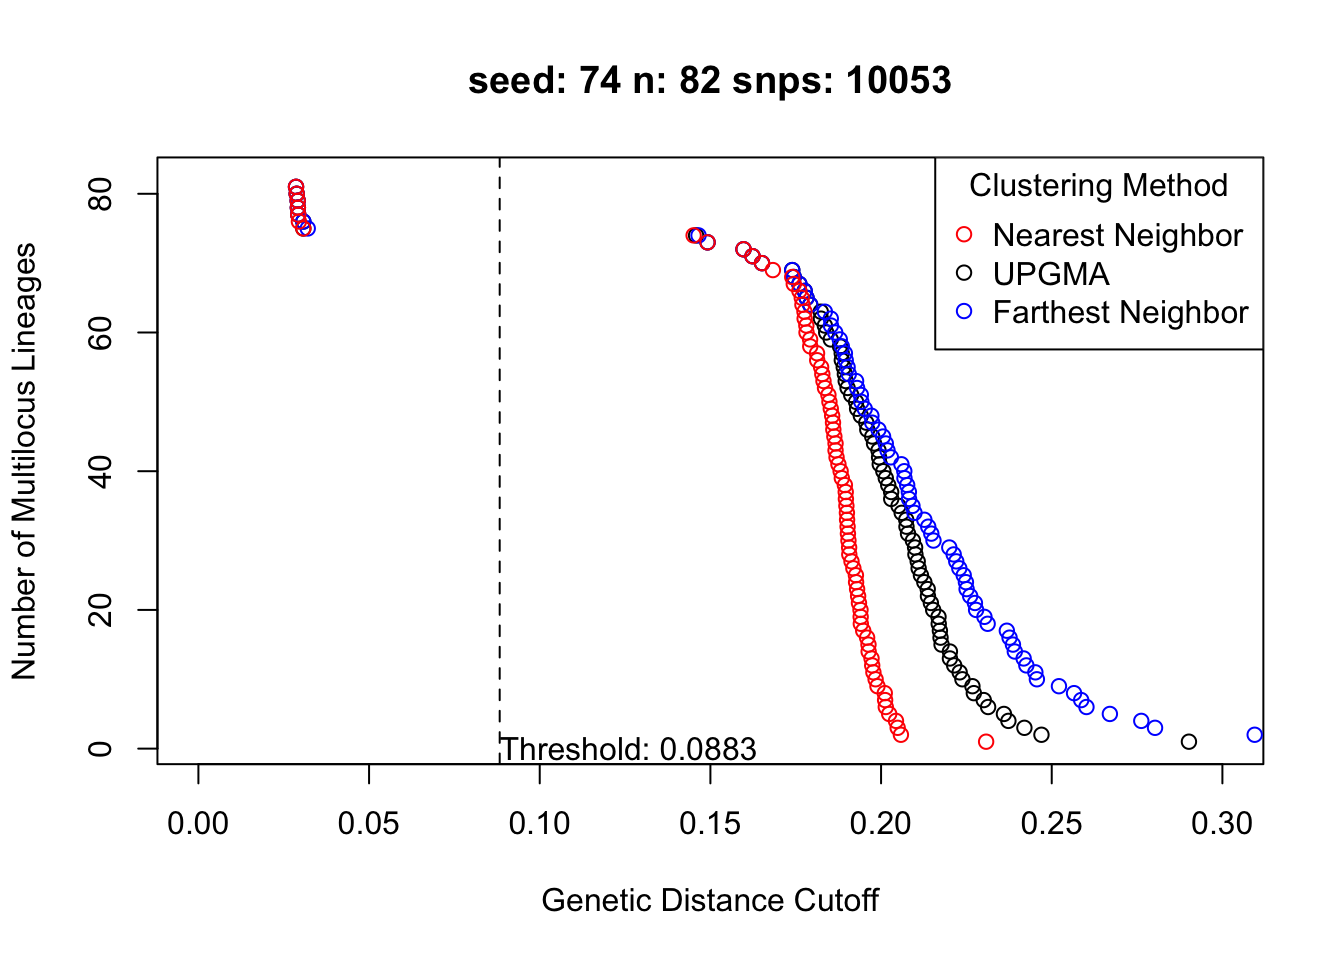 seed: 74 n: 82 snps: 10053
Clustering Method
Nearest Neighbor
UPGMA
Farthest Neighbor
Number of Multilocus Lineages
80
60
40
20
0
Threshold: 0.0883
0.00 0.05 0.10 0.15 0.20 0.25 0.30
Genetic Distance Cutoff